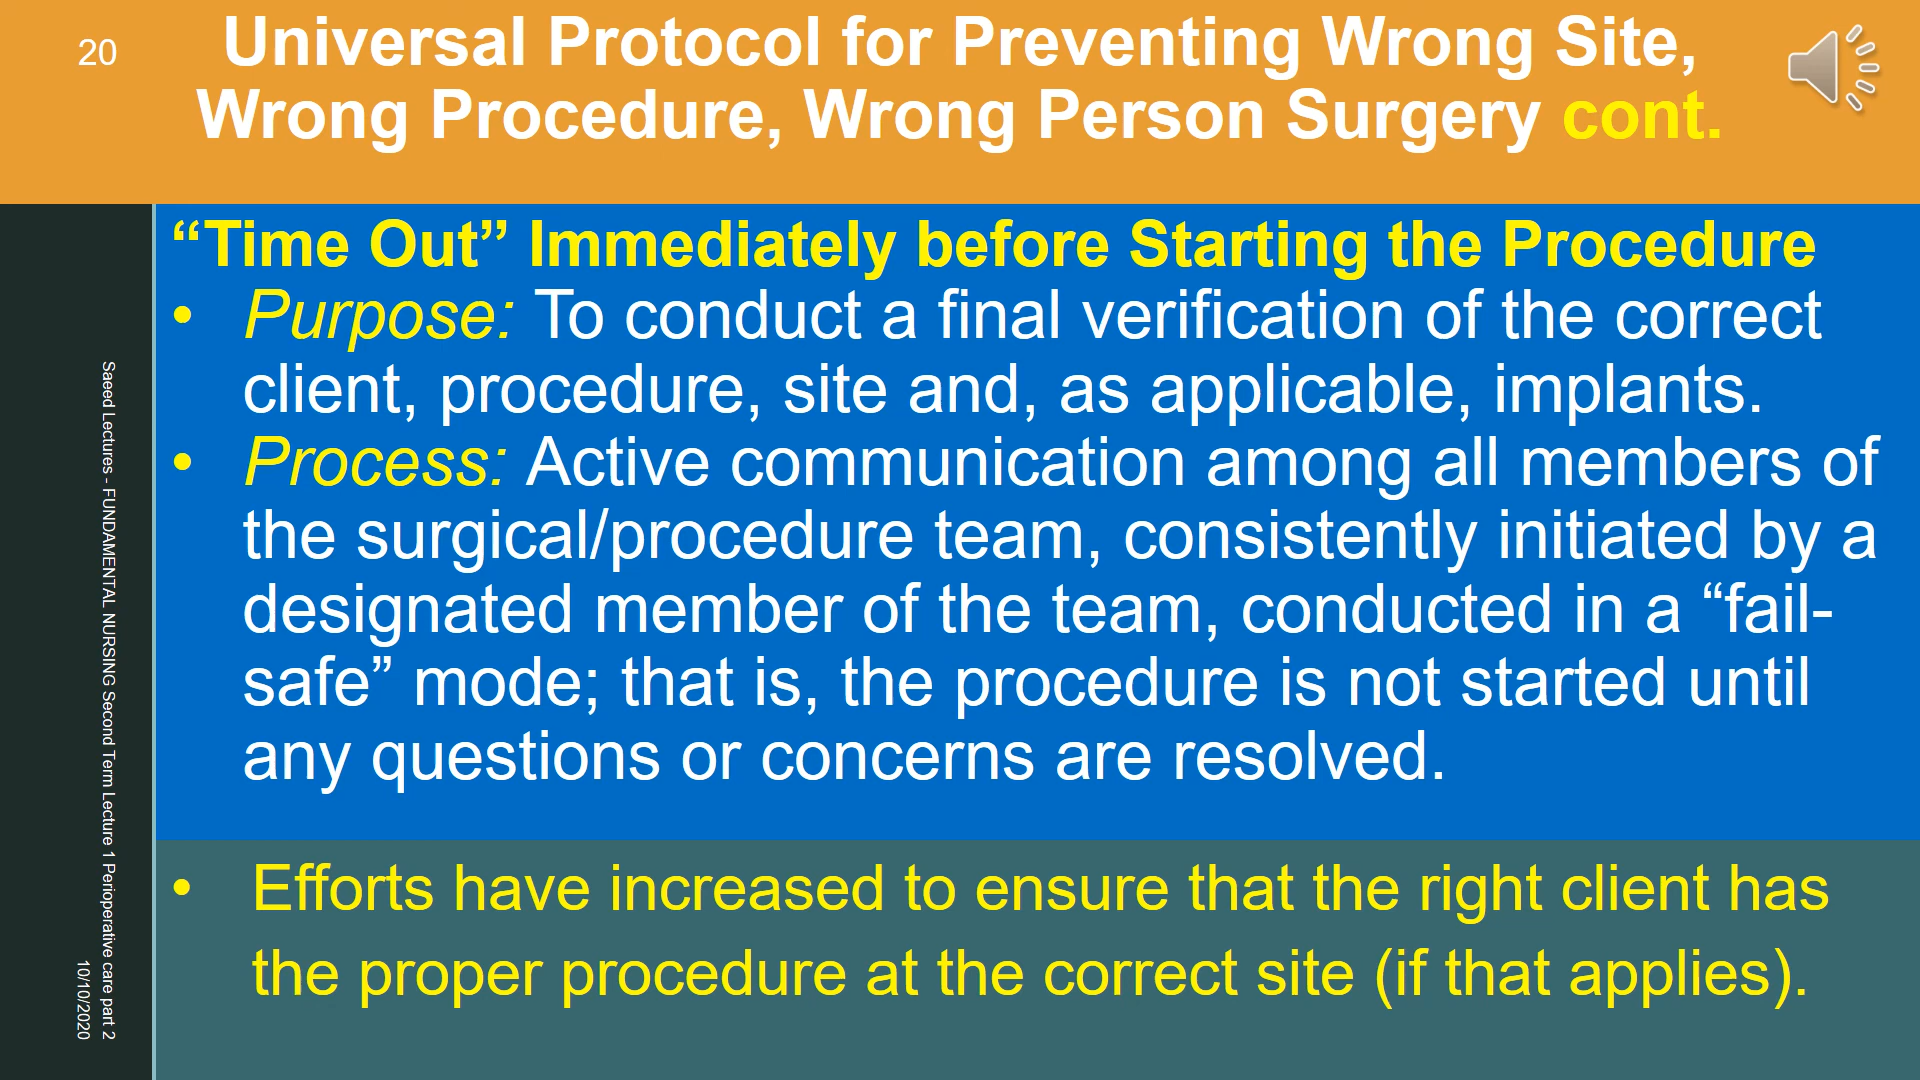 20
Universal Protocol for Preventing Wrong Site,
Wrong Procedure, Wrong Person Surgery cont.
“Time Out” Immediately before Starting the Procedure
• Purpose: To conduct a final verification of the correct
client, procedure, site and, as applicable, implants.
• Process: Active communication among all members of
the surgical/procedure team, consistently initiated by a
designated member of the team, conducted in a “fail-
safe” mode; that is, the procedure is not started until
any questions or concerns are resolved.
• Efforts have increased to ensure that the right client has
the proper procedure at the correct site (if that applies).
Saeed Lectures - FUNDAMENTAL NURSING Second Term Lecture 1 Perioperative care part 2
10/10/2020